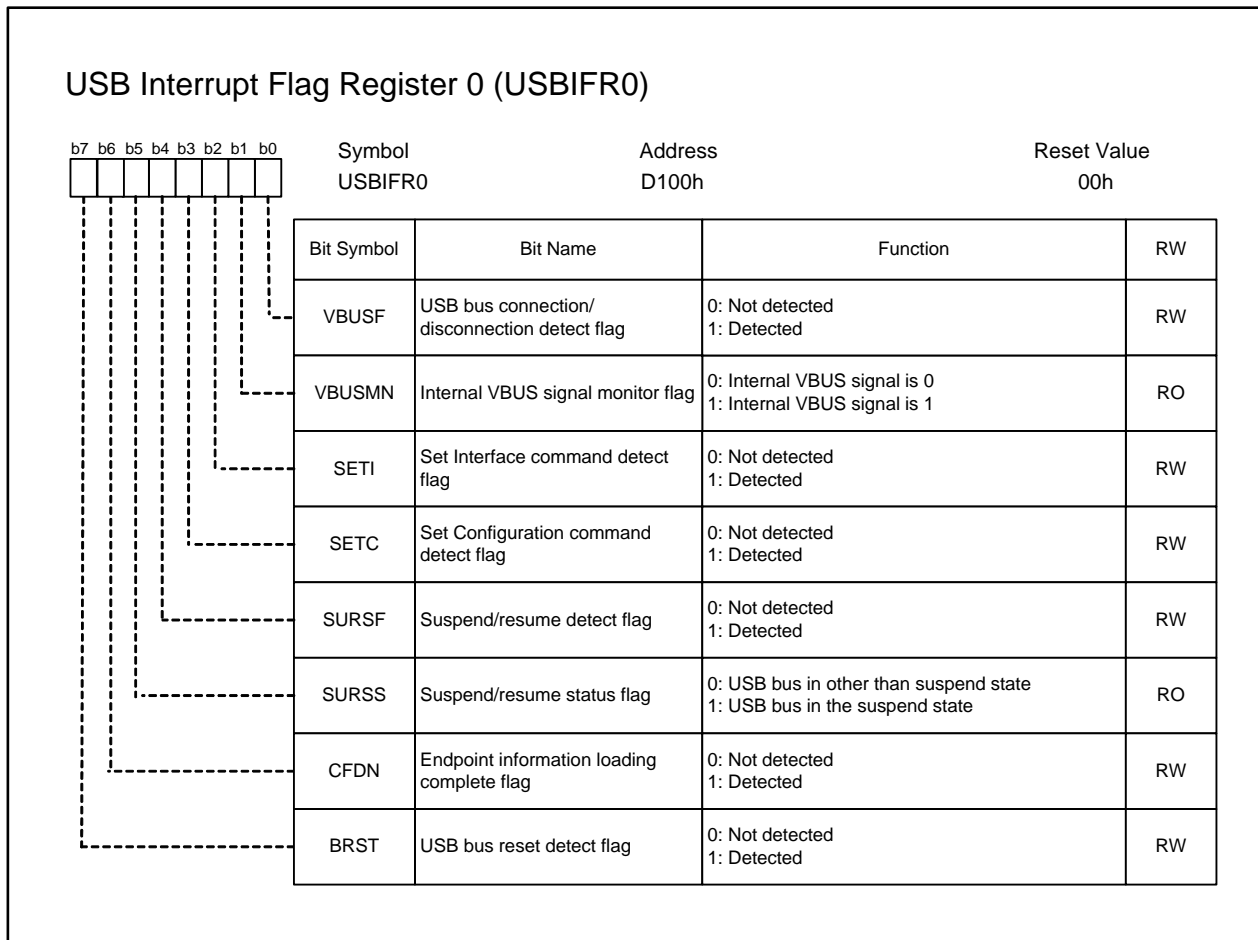 USB Interrupt Flag Register 0 (USBIFR0)
b7 b6 b5 b4 b3 b2 b1 b0
Symbol Address Reset Value
USBIFR0 D100h 00h
Bit Symbol Bit Name Function RW
VBUSF USB bus connection/ disconnection detect flag 0: Not detected
1: Detected RW
VBUSMN Internal VBUS signal monitor flag 0: Internal VBUS signal is 0
1: Internal VBUS signal is 1 RO
SETI Set Interface command detect flag 0: Not detected
1: Detected RW
SETC Set Configuration command detect flag 0: Not detected
1: Detected RW
SURSF Suspend/resume detect flag 0: Not detected
1: Detected RW
SURSS Suspend/resume status flag 0: USB bus in other than suspend state
1: USB bus in the suspend state RO
CFDN Endpoint information loading complete flag 0: Not detected
1: Detected RW
BRST USB bus reset detect flag 0: Not detected
1: Detected RW